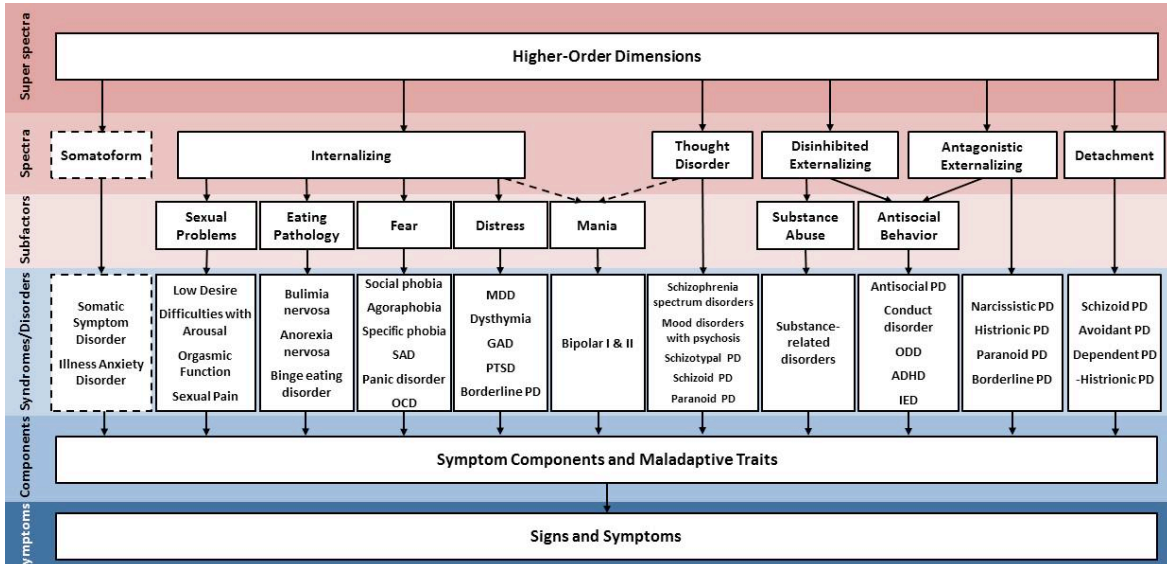 Super spectra
Higher-Order Dimensions
Spectra
Somatoform
Internalizing
Thought
Disorder
Disinhibited
Externalizing
Antagonistic
Externalizing
Detachment
Subfactors
Sexual
Problems
Eating
Pathology
Fear
Distress
Mania
Substance
Abuse
Antisocial
Behavior
Syndromes/Disorders
Somatic
Symptom
Disorder
Illness Anxiety
Disorder
Low Desire
Difficulties with
Arousal
Orgasmic
Function
Sexual Pain
Bulimia
nervosa
Anorexia
nervosa
Binge eating
disorder
Social phobia
Agoraphobia
Specific phobia
SAD
Panic disorder
OCD
MDD
Dysthymia
GAD
PTSD
Borderline PD
Bipolar I & II
Schizophrenia
spectrum disorders
Mood disorders
with psychosis
Schizotypal PD
Schizoid PD
Paranoid PD
Substance-
related
disorders
Antisocial PD
Conduct
disorder
ODD
ADHD
IED
Narcissistic PD
Histrionic PD
Paranoid PD
Borderline PD
Schizoid PD
Avoidant PD
Dependent PD
-Histrionic PD
Components
Symptom Components and Maladaptive Traits
ymptoms
Signs and Symptoms